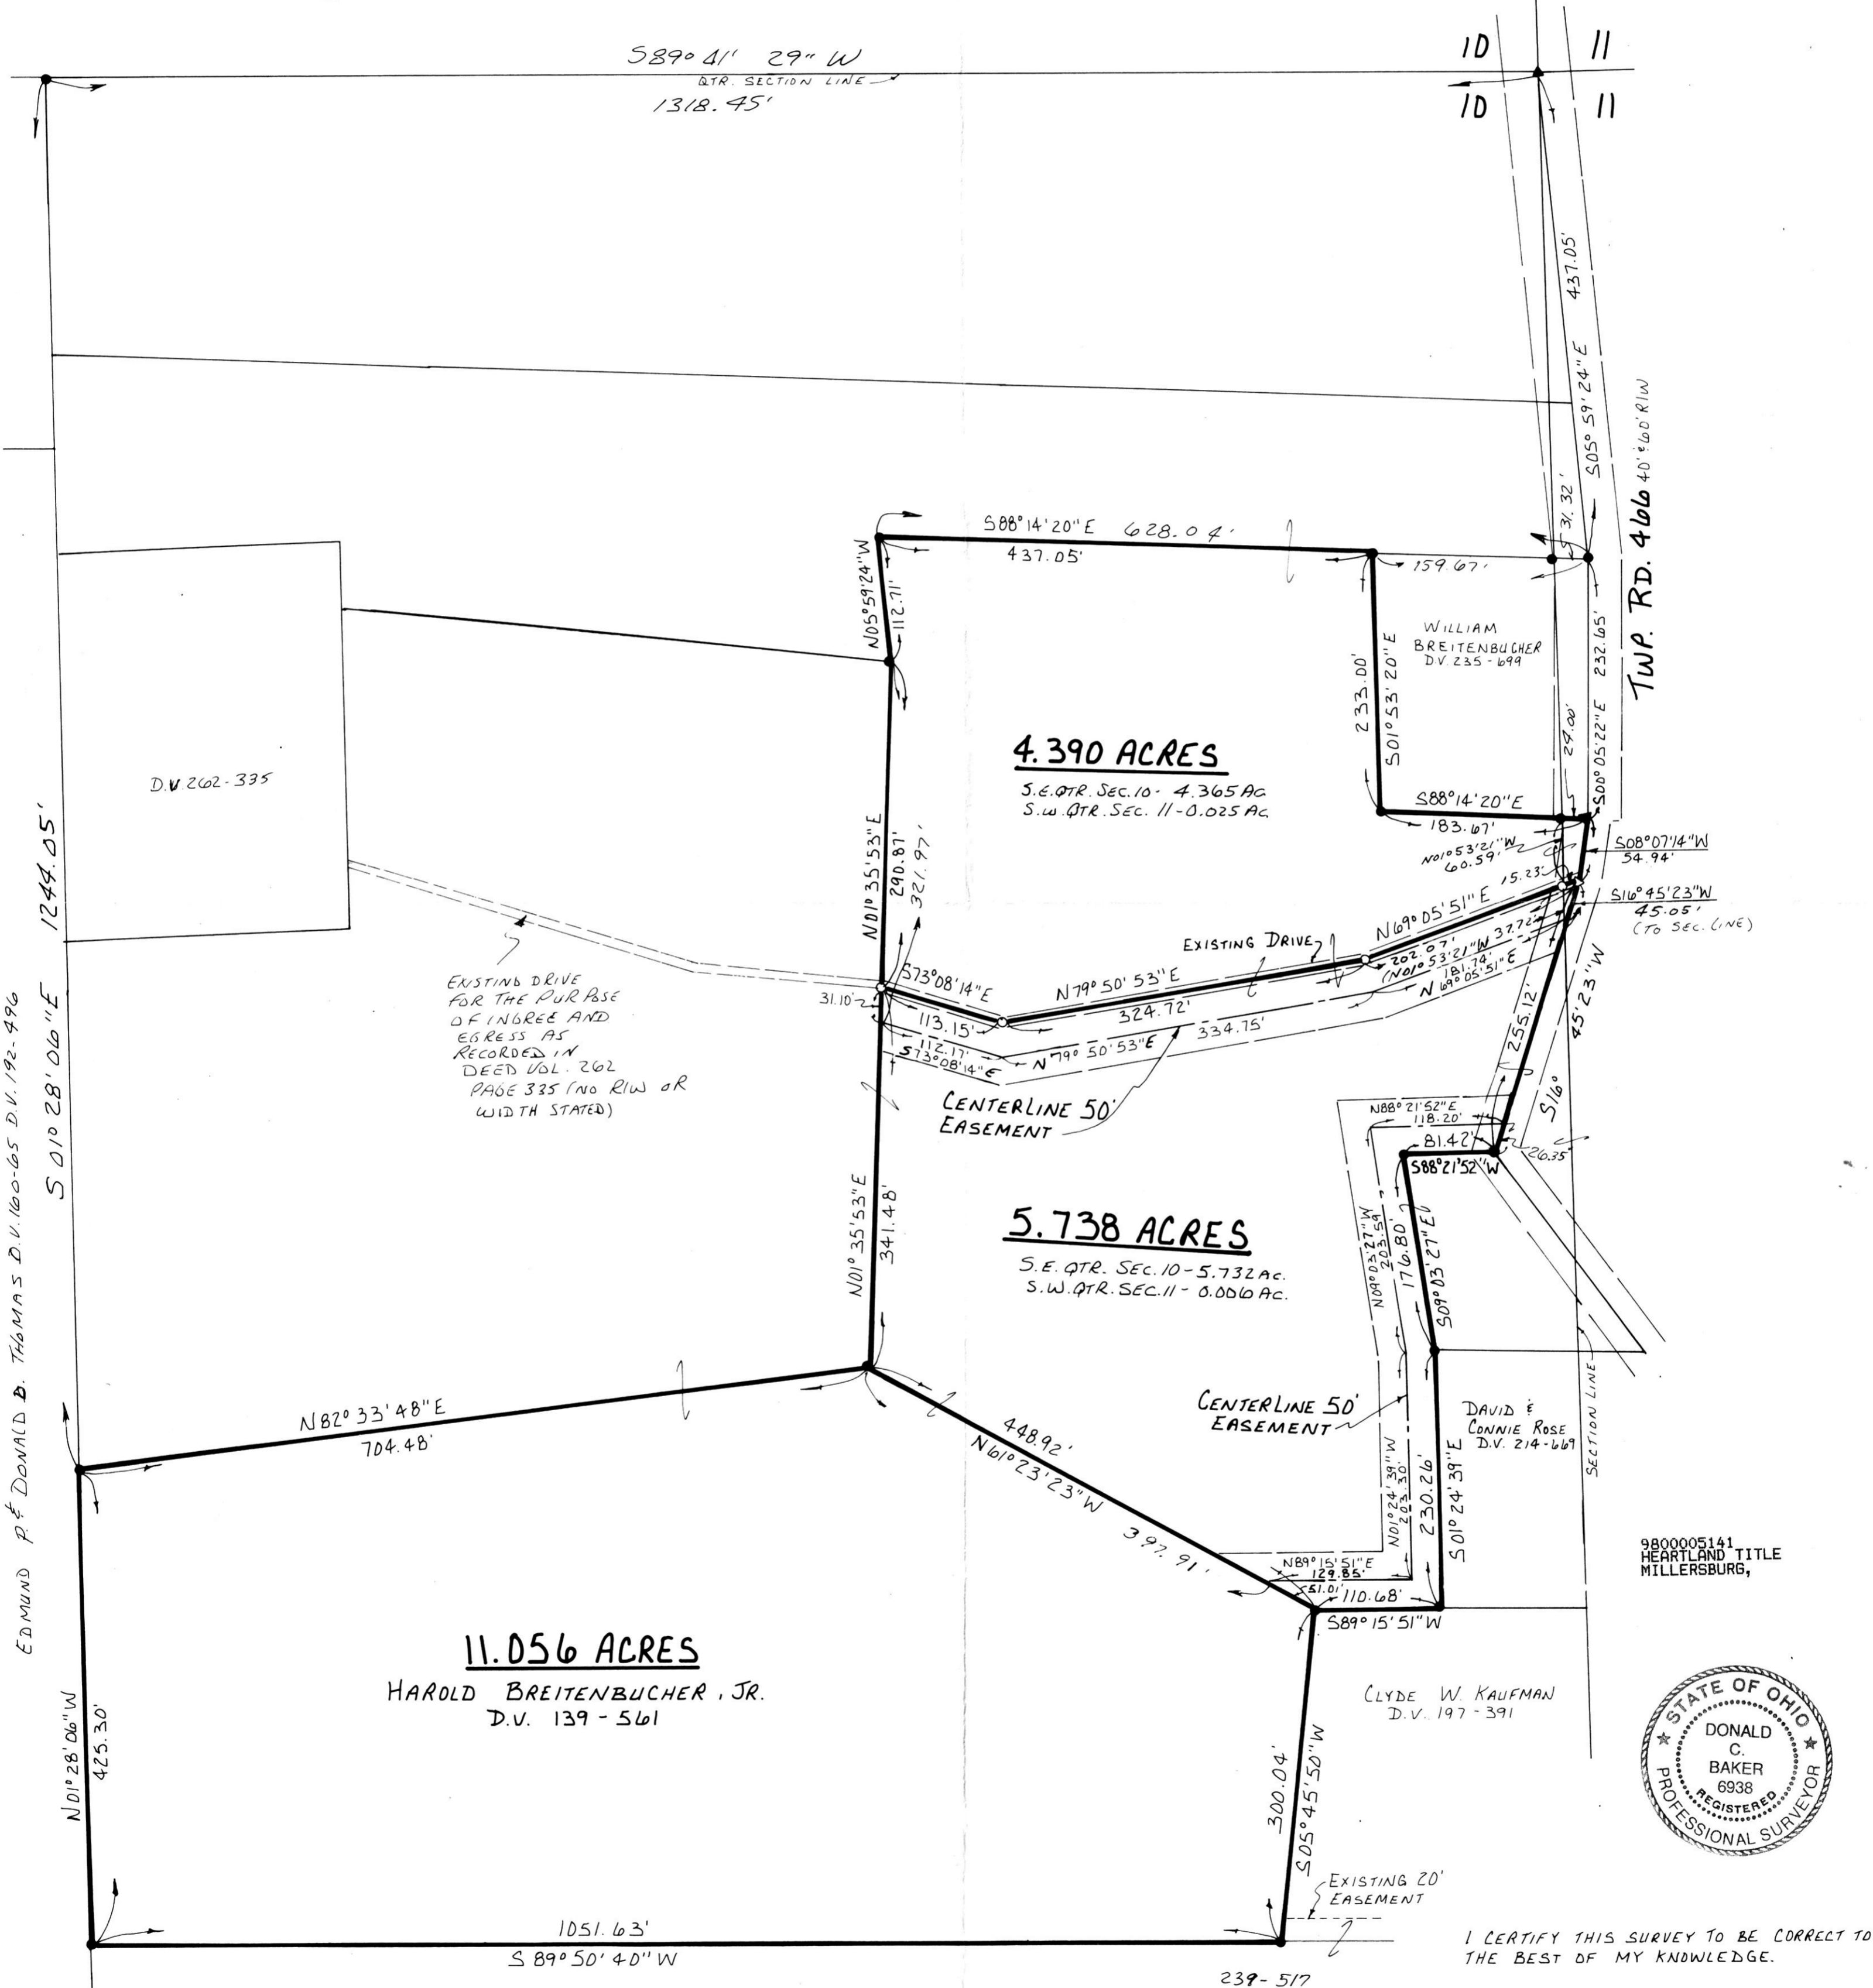 S89° 41' 29" W
QTR. SECTION LINE
1318.45'
10
11
10
11
437.05'
S05° 59' 24" E
TWP. RD. 466 40' & 60' R/W
31.32'
S88° 14' 20" E 628.04'
437.05'
159.67'
N05° 59' 24" W
112.71'
WILLIAM
BREITENBUCHER
D.V. 235-699
233.00'
S01° 53' 20" E
24.00'
S00° 05' 22" E 232.65'
D.V. 262-335
4.390 ACRES
S.E. QTR. SEC. 10 - 4.365 AC
S.W. QTR. SEC. 11 - 0.025 AC.
S88° 14' 20" E
183.67'
N01° 53' 21" W
60.59'
S08° 07' 14" W
54.94'
15.23'
S16° 45' 23" W
45.05'
(TO SEC. LINE)
N01° 35' 53" E
290.87'
321.97'
EXISTING DRIVE
N69° 05' 51" E
202.07'
(N01° 53' 21" W 37.72'
181.74'
N 69° 05' 51" E
S 01° 28' 06" E 1244.05'
EDMUND P. & DONALD B. THOMAS D.V. 160-65 D.V. 192-496
EXISTING DRIVE
FOR THE PURPOSE
OF INGREE AND
EGRESS AS
RECORDED IN
DEED VOL. 262
PAGE 335 (NO R/W OR
WIDTH STATED)
31.10'
S73° 08' 14" E
113.15'
112.17'
S73° 08' 14" E
N79° 50' 53" E
324.72'
334.75'
N 79° 50' 53" E
CENTERLINE 50'
EASEMENT
255.12'
S16° 45' 23" W
N88° 21' 52" E
118.20'
81.42'
S88° 21' 52" W
26.35'
N01° 35' 53" E
341.48'
5.738 ACRES
S.E. QTR. SEC. 10 - 5.732 AC.
S.W. QTR. SEC. 11 - 0.006 AC.
N09° 03' 27" W
203.59'
176.80'
S09° 03' 27" E
N82° 33' 48" E
704.48'
448.92'
N61° 23' 23" W
397.91'
CENTERLINE 50'
EASEMENT
DAVID &
CONNIE ROSE
D.V. 214-669
SECTION LINE
N01° 24' 39" W
203.30'
230.26'
S01° 24' 39" E
N89° 15' 51" E
129.85'
51.01'
110.68'
S89° 15' 51" W
9800005141
HEARTLAND TITLE
MILLERSBURG,
11.056 ACRES
HAROLD BREITENBUCHER, JR.
D.V. 139-561
CLYDE W. KAUFMAN
D.V. 197-391
N01° 28' 06" W
425.30'
300.04'
S05° 45' 50" W
STATE OF OHIO
DONALD
C.
BAKER
6938
REGISTERED
PROFESSIONAL SURVEYOR
EXISTING 20'
EASEMENT
1051.63'
S 89° 50' 40" W
239-517
I CERTIFY THIS SURVEY TO BE CORRECT TO
THE BEST OF MY KNOWLEDGE.